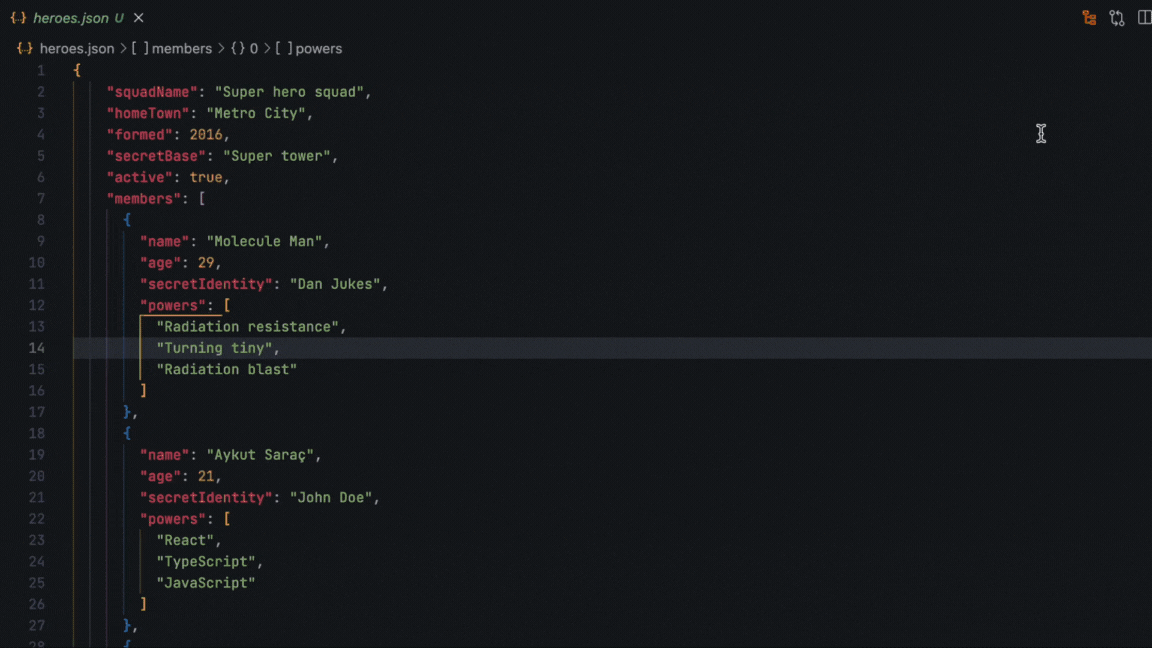 {..} heroes.json U ×
{..} heroes.json > [ ] members > {} 0 > [ ] powers
1 {
2 "squadName": "Super hero squad",
3 "homeTown": "Metro City",
4 "formed": 2016,
5 "secretBase": "Super tower",
6 "active": true,
7 "members": [
8 {
9 "name": "Molecule Man",
10 "age": 29,
11 "secretIdentity": "Dan Jukes",
12 "powers": [
13 "Radiation resistance",
14 "Turning tiny",
15 "Radiation blast"
16 ]
17 },
18 {
19 "name": "Aykut Saraç",
20 "age": 21,
21 "secretIdentity": "John Doe",
22 "powers": [
23 "React",
24 "TypeScript",
25 "JavaScript"
26 ]
27 },
28 {